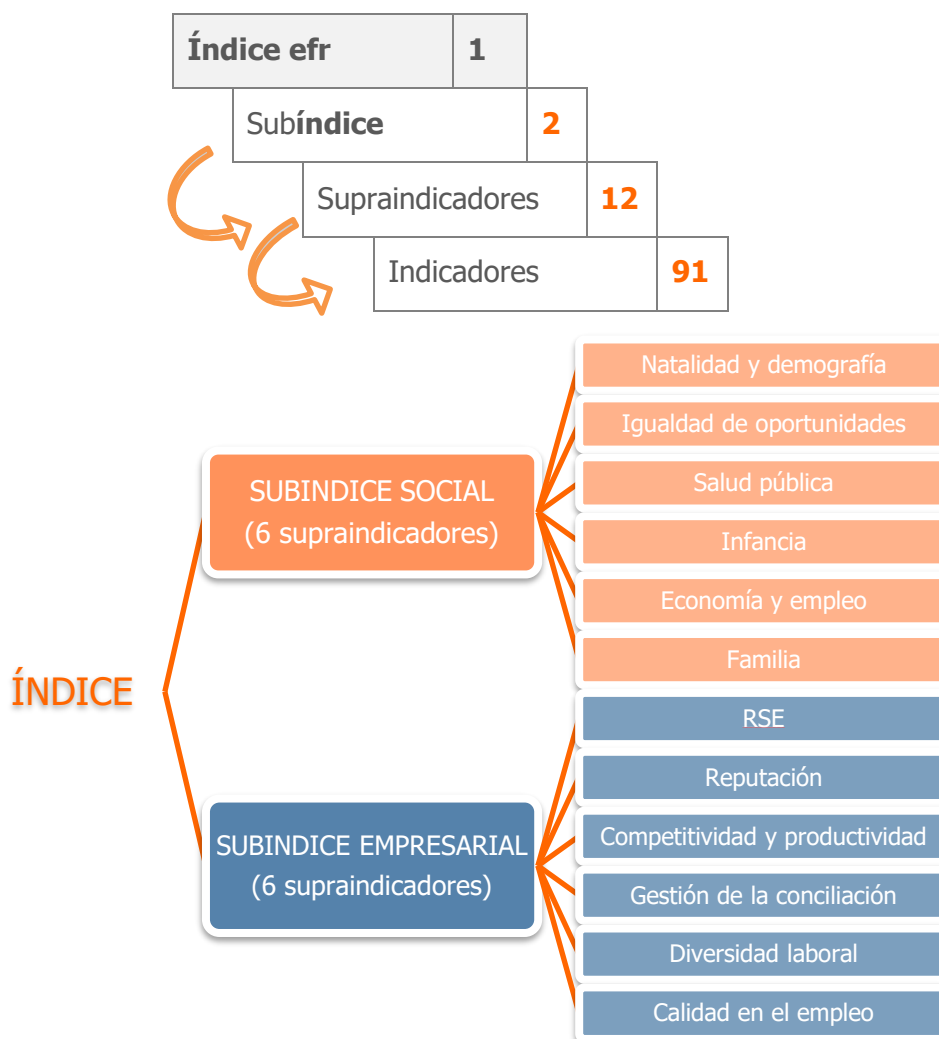 Índice efr 1
Subíndice 2
Supraindicadores 12
Indicadores 91
Natalidad y demografía
Igualdad de oportunidades
SUBINDICE SOCIAL
(6 supraindicadores)
Salud pública
Infancia
Economía y empleo
Familia
ÍNDICE
RSE
Reputación
SUBINDICE EMPRESARIAL
(6 supraindicadores)
Competitividad y productividad
Gestión de la conciliación
Diversidad laboral
Calidad en el empleo